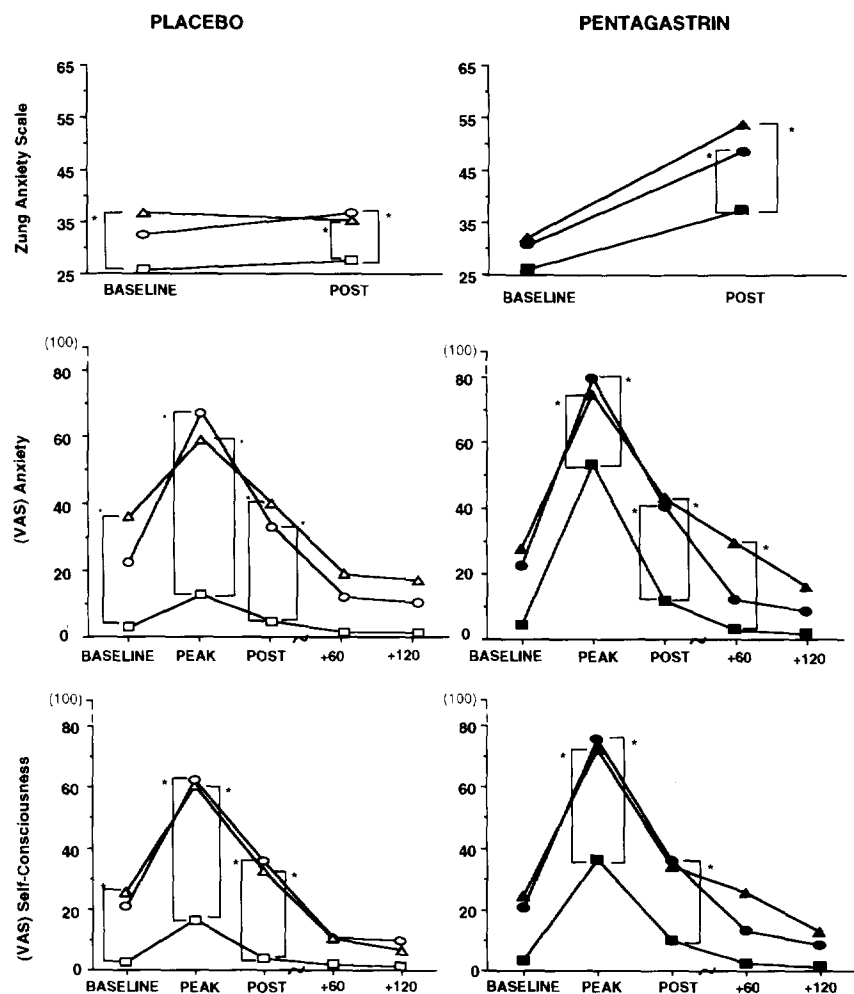 PLACEBO
PENTAGASTRIN
Zung Anxiety Scale
65
55
45
35
25
*
*
*
BASELINE
POST
65
55
45
35
25
*
*
BASELINE
POST
(VAS) Anxiety
(100)
80
60
40
20
0
BASELINE
PEAK
POST
+60
+120
(100)
80
60
40
20
0
*
*
*
*
*
BASELINE
PEAK
POST
+60
+120
(VAS) Self-Consciousness
(100)
80
60
40
20
0
*
*
*
*
*
BASELINE
PEAK
POST
+60
+120
(100)
80
60
40
20
0
*
*
*
BASELINE
PEAK
POST
+60
+120